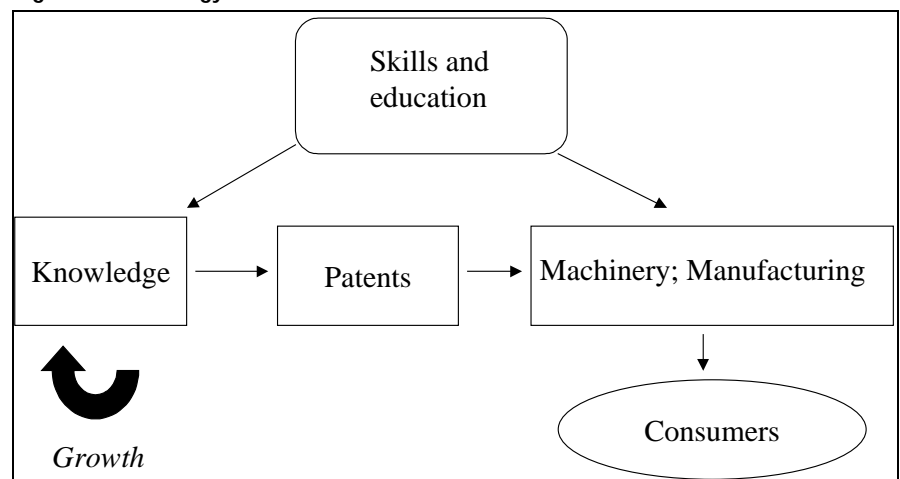 Skills and
education
Knowledge
Patents
Machinery; Manufacturing
Consumers
Growth